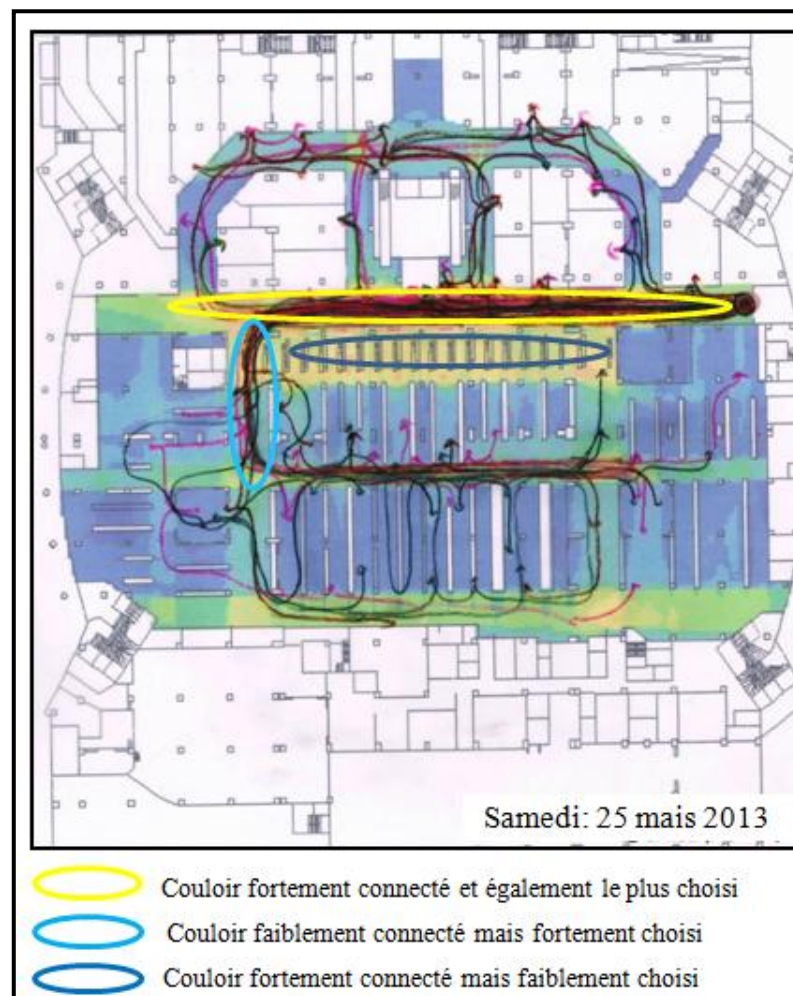 Samedi: 25 mais 2013
Couloir fortement connecté et également le plus choisi
Couloir faiblement connecté mais fortement choisi
Couloir fortement connecté mais faiblement choisi